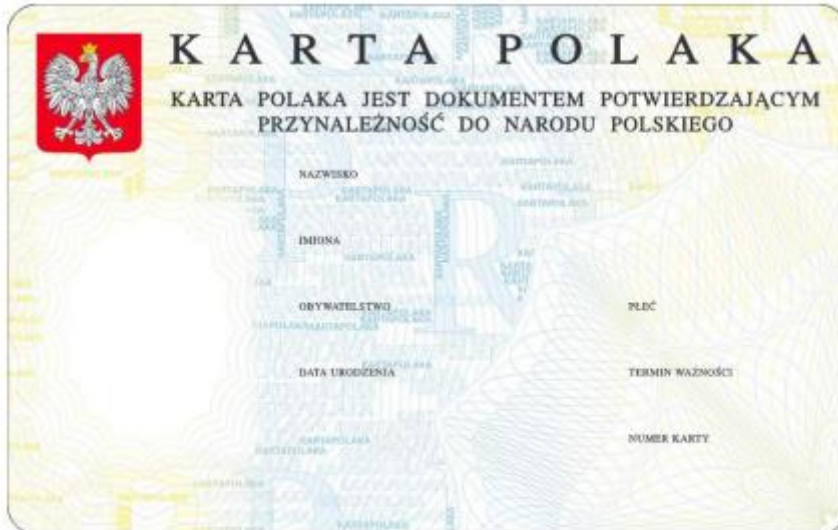 KARTA POLAKA
KARTA POLAKA JEST DOKUMENTEM POTWIERDZAJĄCYM
PRZYNALEŻNOŚĆ DO NARODU POLSKIEGO
NAZWISKO
IMIONA
OBYWATELSTWO PŁEĆ
DATA URODZENIA TERMIN WAŻNOŚCI
NUMER KARTY